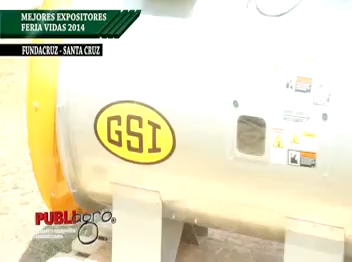 MEJORES EXPOSITORES
FERIA VIDAS 2014
FUNDACRUZ - SANTA CRUZ
GSI
PUBLIagro